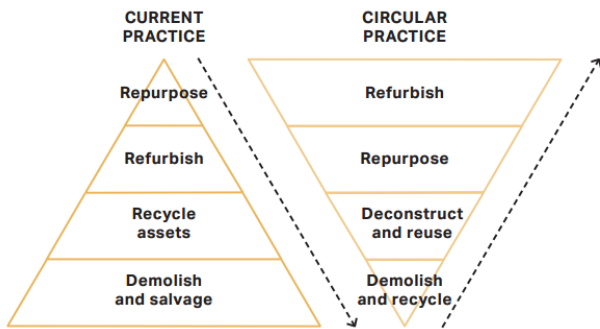 CURRENT
PRACTICE
Repurpose
Refurbish
Recycle
assets
Demolish
and salvage
CIRCULAR
PRACTICE
Refurbish
Repurpose
Deconstruct
and reuse
Demolish
and recycle